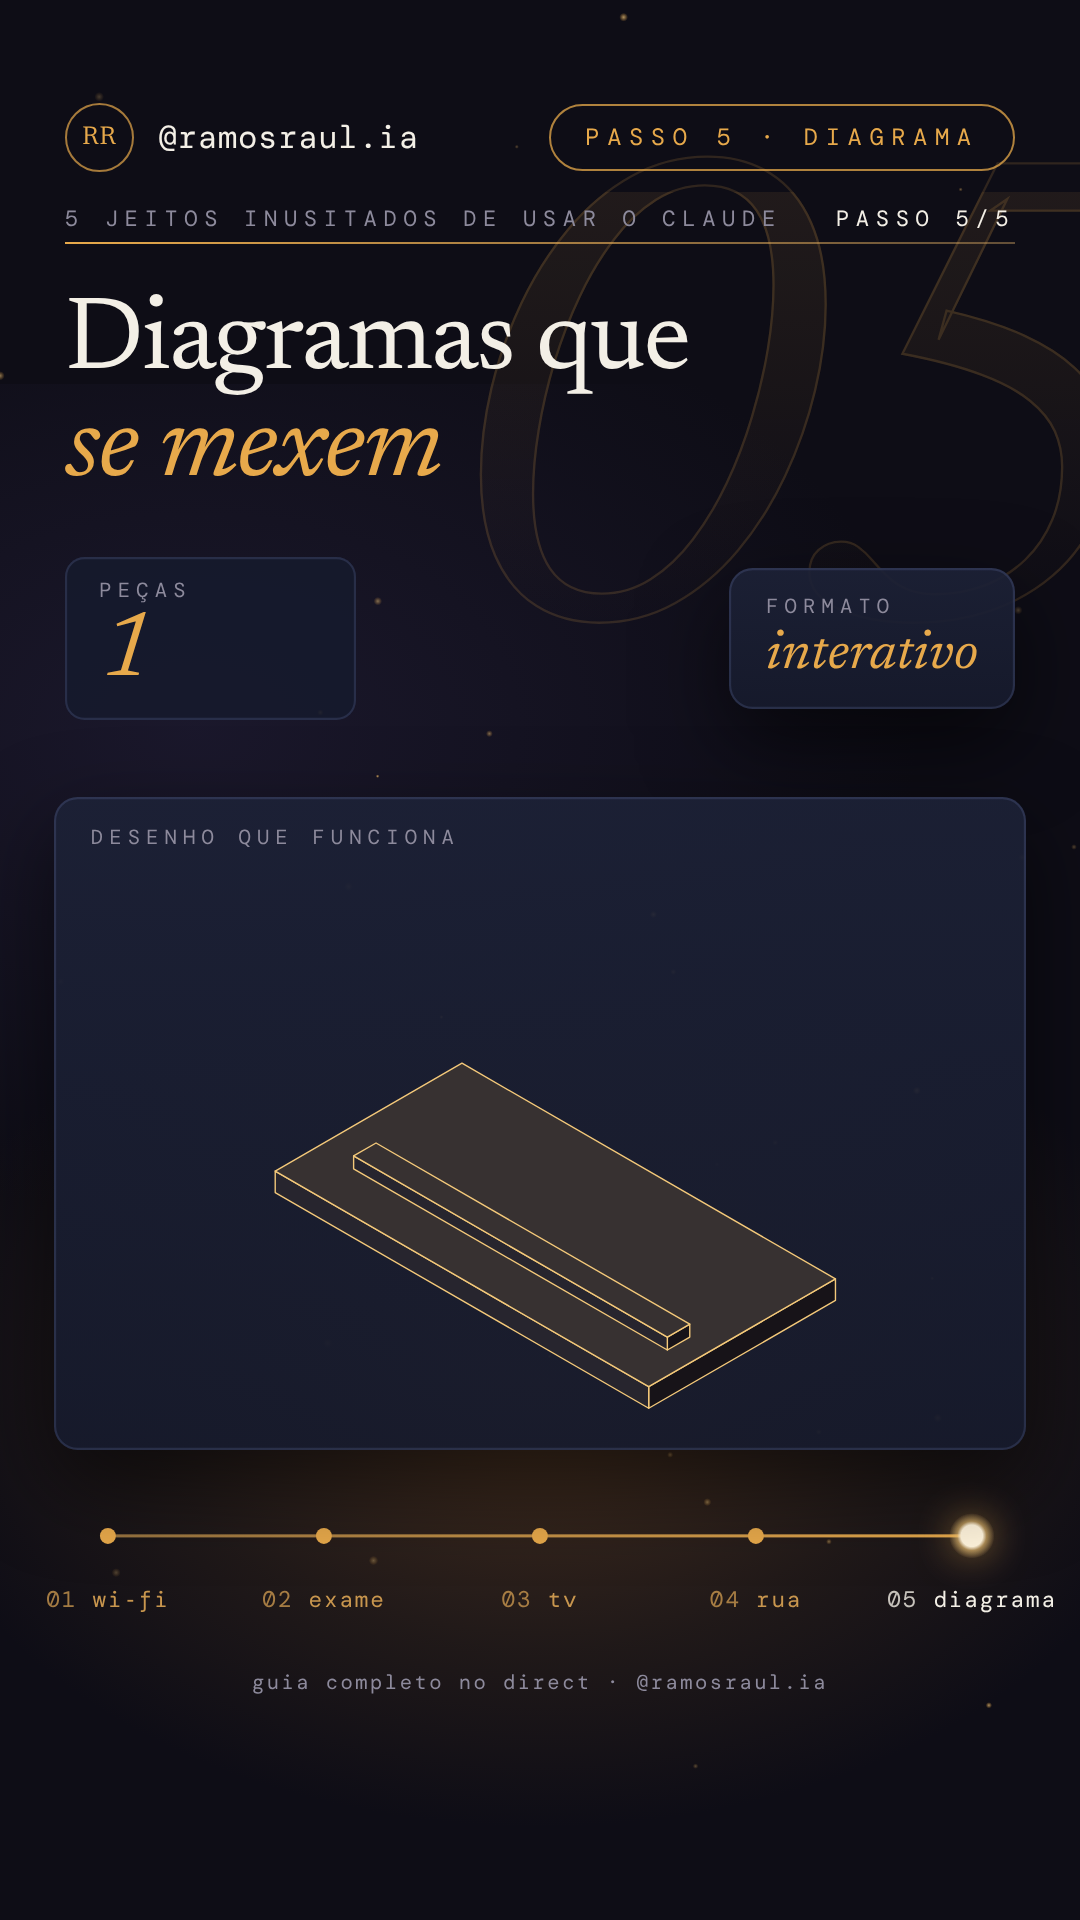 RR @ramosraul.ia
PASSO 5 · DIAGRAMA
5 JEITOS INUSITADOS DE USAR O CLAUDE
PASSO 5/5
05
Diagramas que
se mexem
PEÇAS
1
FORMATO
interativo
DESENHO QUE FUNCIONA
01 wi-fi
02 exame
03 tv
04 rua
05 diagrama
guia completo no direct · @ramosraul.ia